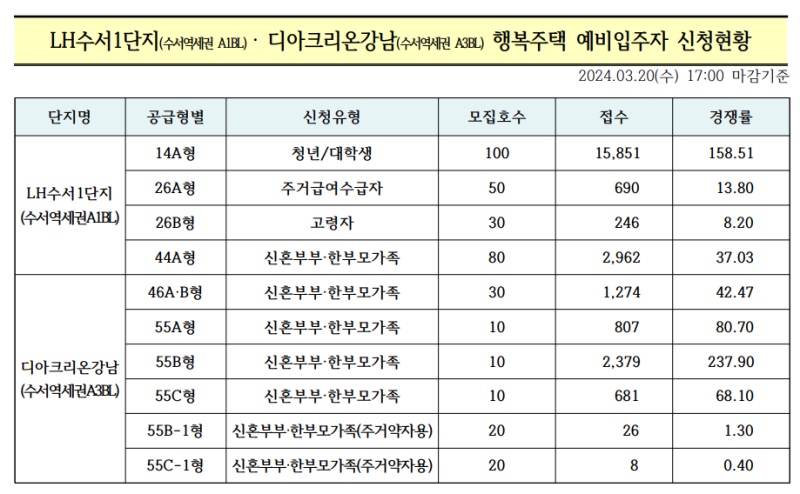 LH수서1단지(수서역세권 A1BL) · 디아크리온강남(수서역세권 A3BL) 행복주택 예비입주자 신청현황
2024.03.20(수) 17:00 마감기준
단지명 공급형별 신청유형 모집호수 접수 경쟁률
LH수서1단지
(수서역세권A1BL)
14A형 청년/대학생 100 15,851 158.51
26A형 주거급여수급자 50 690 13.80
26B형 고령자 30 246 8.20
44A형 신혼부부·한부모가족 80 2,962 37.03
디아크리온강남
(수서역세권A3BL)
46A·B형 신혼부부·한부모가족 30 1,274 42.47
55A형 신혼부부·한부모가족 10 807 80.70
55B형 신혼부부·한부모가족 10 2,379 237.90
55C형 신혼부부·한부모가족 10 681 68.10
55B-1형 신혼부부·한부모가족(주거약자용) 20 26 1.30
55C-1형 신혼부부·한부모가족(주거약자용) 20 8 0.40